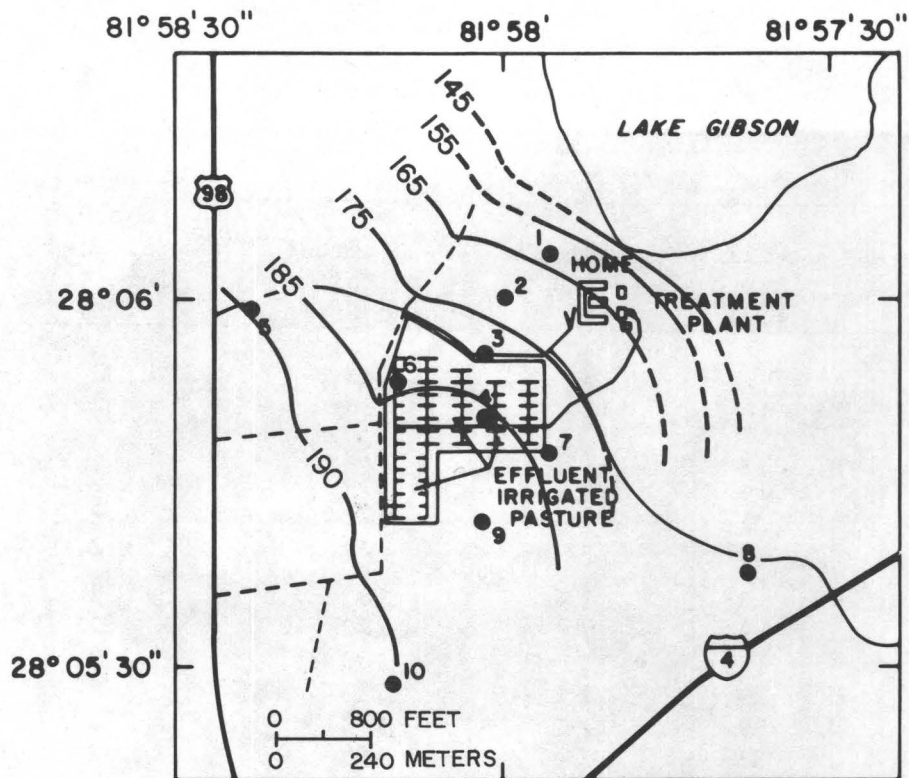 81°58'30"
81°58'
81°57'30"
145
155
165
175
185
LAKE GIBSON
98
1
HOME
28°06'
2
TREATMENT
PLANT
5
3
6
4
7
190
EFFLUENT
IRRIGATED
PASTURE
9
8
28°05'30"
10
4
0 800 FEET
0 240 METERS